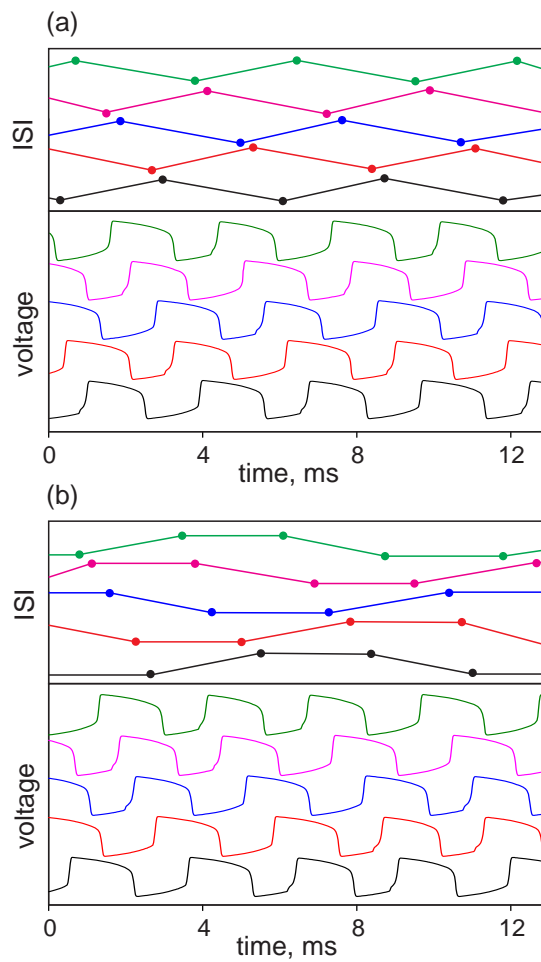 (a)
ISI
voltage
0 4 8 12
time, ms
(b)
ISI
voltage
0 4 8 12
time, ms